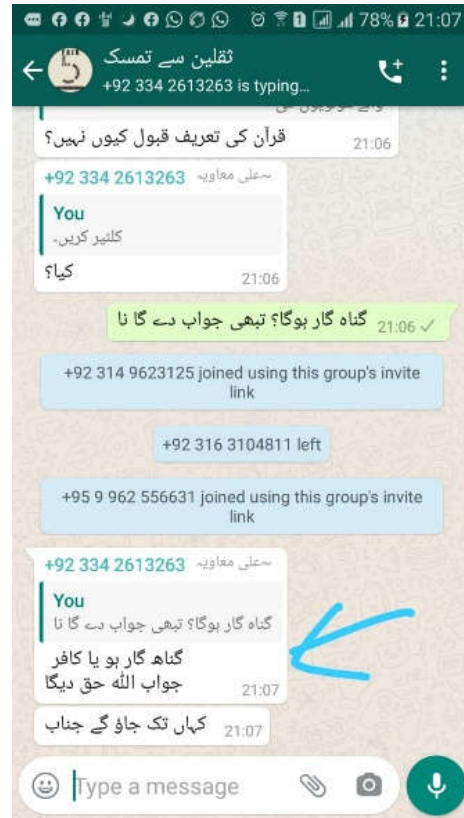 78% 21:07
ثقلین سے تمسک
+92 334 2613263 is typing...
قرآن کی تعریف قبول کیوں نہیں؟
21:06
+92 334 2613263 ~علی معاویہ
You
کلئیر کریں۔
کیا؟
21:06
گناہ گار ہوگا؟ تبھی جواب دے گا نا
21:06
+92 314 9623125 joined using this group's invite
link
+92 316 3104811 left
+95 9 962 556631 joined using this group's invite
link
+92 334 2613263 ~علی معاویہ
You
گناہ گار ہوگا؟ تبھی جواب دے گا نا
گناھ گار ہو یا کافر
جواب اللہ حق دیگا
21:07
کہاں تک جاؤ گے جناب
21:07
Type a message